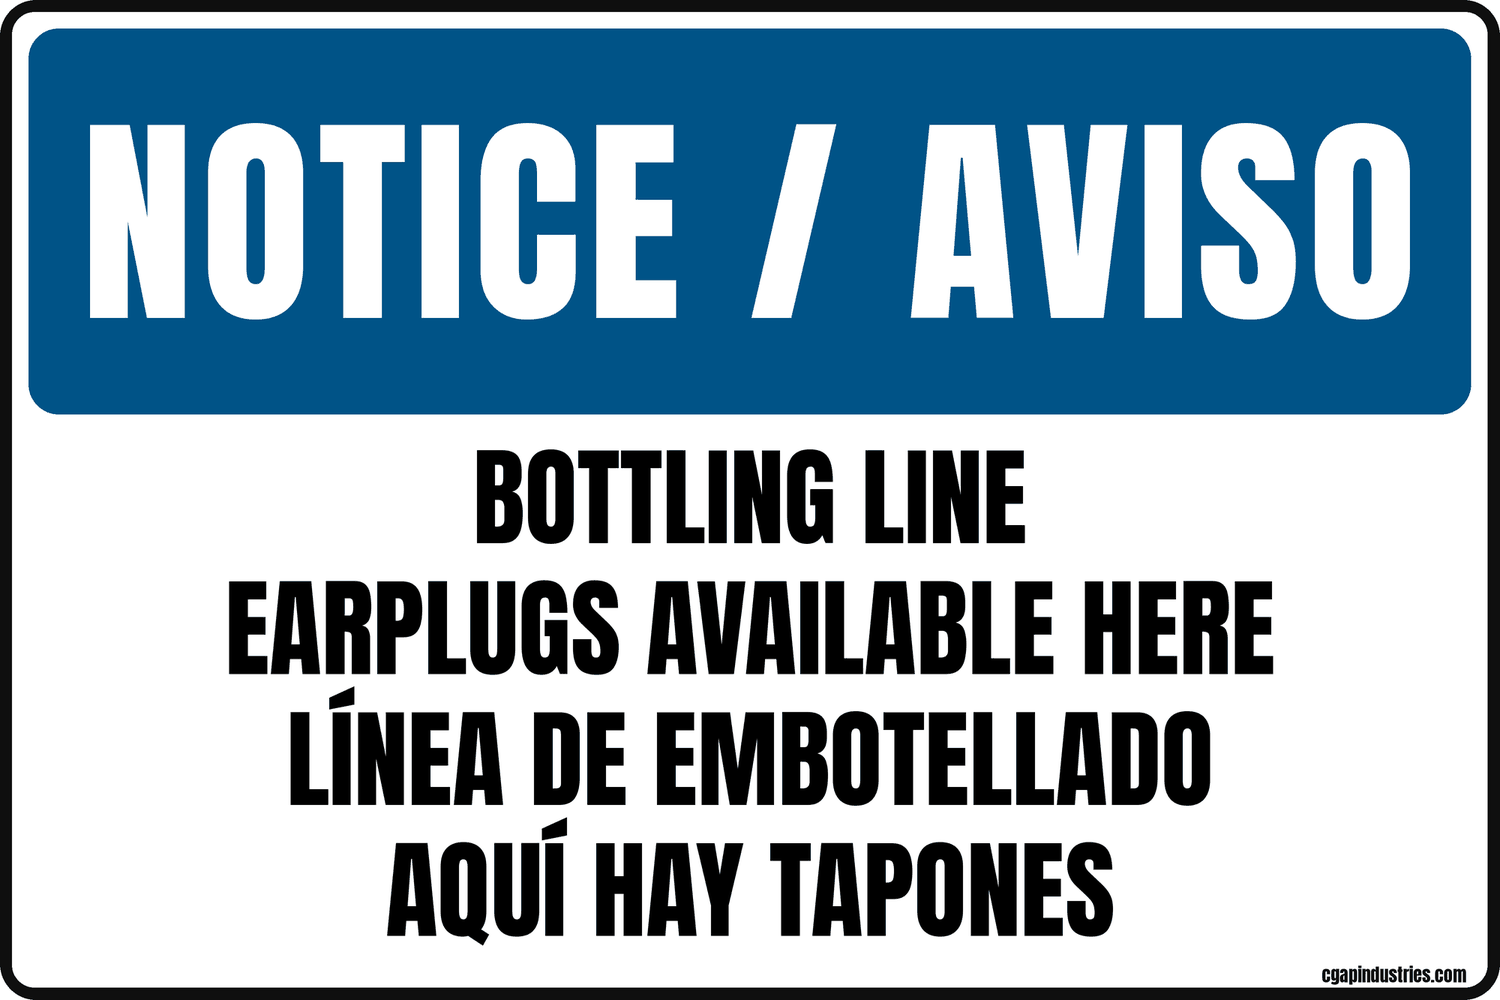 NOTICE / AVISO
BOTTLING LINE
EARPLUGS AVAILABLE HERE
LÍNEA DE EMBOTELLADO
AQUÍ HAY TAPONES
cgapindustries.com